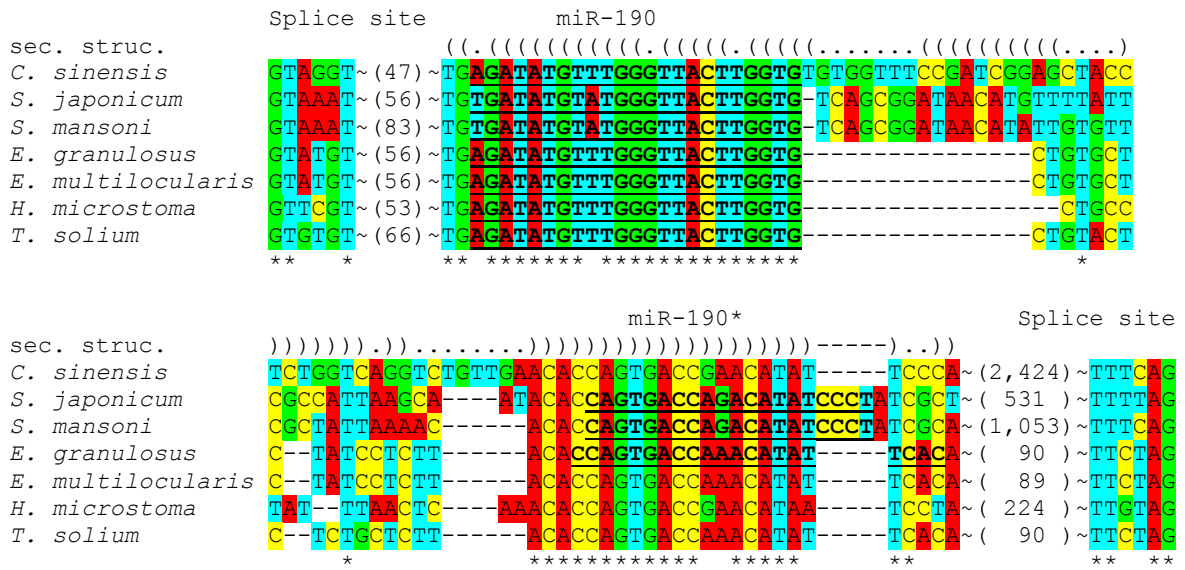 Splice site miR-190
sec. struc. ((.(((((((((((.(((((.(((((.......((((((((((....)
C. sinensis GTAGGT~(47)~TGAGATATGTTTGGGTTACTTGGTGTGTGGTTTCCGATCGGAGCTACC
S. japonicum GTAAAT~(56)~TGTGATATGTATGGGTTACTTGGTG-TCAGCGGATAACATGTTTTATT
S. mansoni GTAAAT~(83)~TGTGATATGTATGGGTTACTTGGTG-TCAGCGGATAACATATTGTGTT
E. granulosus GTATGT~(56)~TGAGATATGTTTGGGTTACTTGGTG----------------CTGTGCT
E. multilocularis GTATGT~(56)~TGAGATATGTTTGGGTTACTTGGTG----------------CTGTGCT
H. microstoma GTTCGT~(53)~TGAGATATGTTTGGGTTACTTGGTG------------------CTGCC
T. solium GTGTGT~(66)~TGAGATATGTTTGGGTTACTTGGTG----------------CTGTACT
** * ** ******* ************** *
miR-190* Splice site
sec. struc. ))))))).))........))))))))))))))))))))-----)..))
C. sinensis TCTGGTCAGGTCTGTTGAACACCAGTGACCGAACATAT-----TCCCA~(2,424)~TTTCAG
S. japonicum CGCCATTAAGCA----ATACACCAGTGACCAGACATATCCCTATCGCT~( 531 )~TTTTAG
S. mansoni CGCTATTAAAAC------ACACCAGTGACCAGACATATCCCTATCGCA~(1,053)~TTTCAG
E. granulosus C--TATCCTCTT------ACACCAGTGACCAAACATAT-----TCACA~( 90 )~TTCTAG
E. multilocularis C--TATCCTCTT------ACACCAGTGACCAAACATAT-----TCACA~( 89 )~TTCTAG
H. microstoma TAT--TTAACTC----AAACACCAGTGACCGAACATAA-----TCCTA~( 224 )~TTGTAG
T. solium C--TCTGCTCTT------ACACCAGTGACCAAACATAT-----TCACA~( 90 )~TTCTAG
* ************ ***** ** ** **